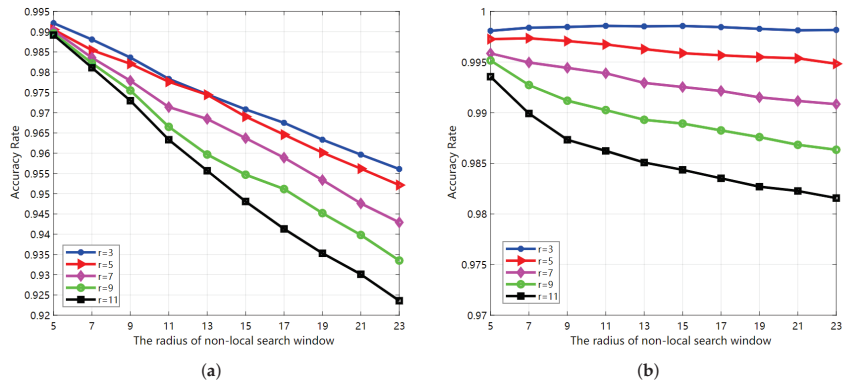 0.995
0.99
0.985
0.98
0.975
0.97
0.965
0.96
0.955
0.95
0.945
0.94
0.935
0.93
0.925
0.92
Accuracy Rate
r=3
r=5
r=7
r=9
r=11
5 7 9 11 13 15 17 19 21 23
The radius of non-local search window
(a)
1
0.995
0.99
0.985
0.98
0.975
0.97
Accuracy Rate
r=3
r=5
r=7
r=9
r=11
5 7 9 11 13 15 17 19 21 23
The radius of non-local search window
(b)